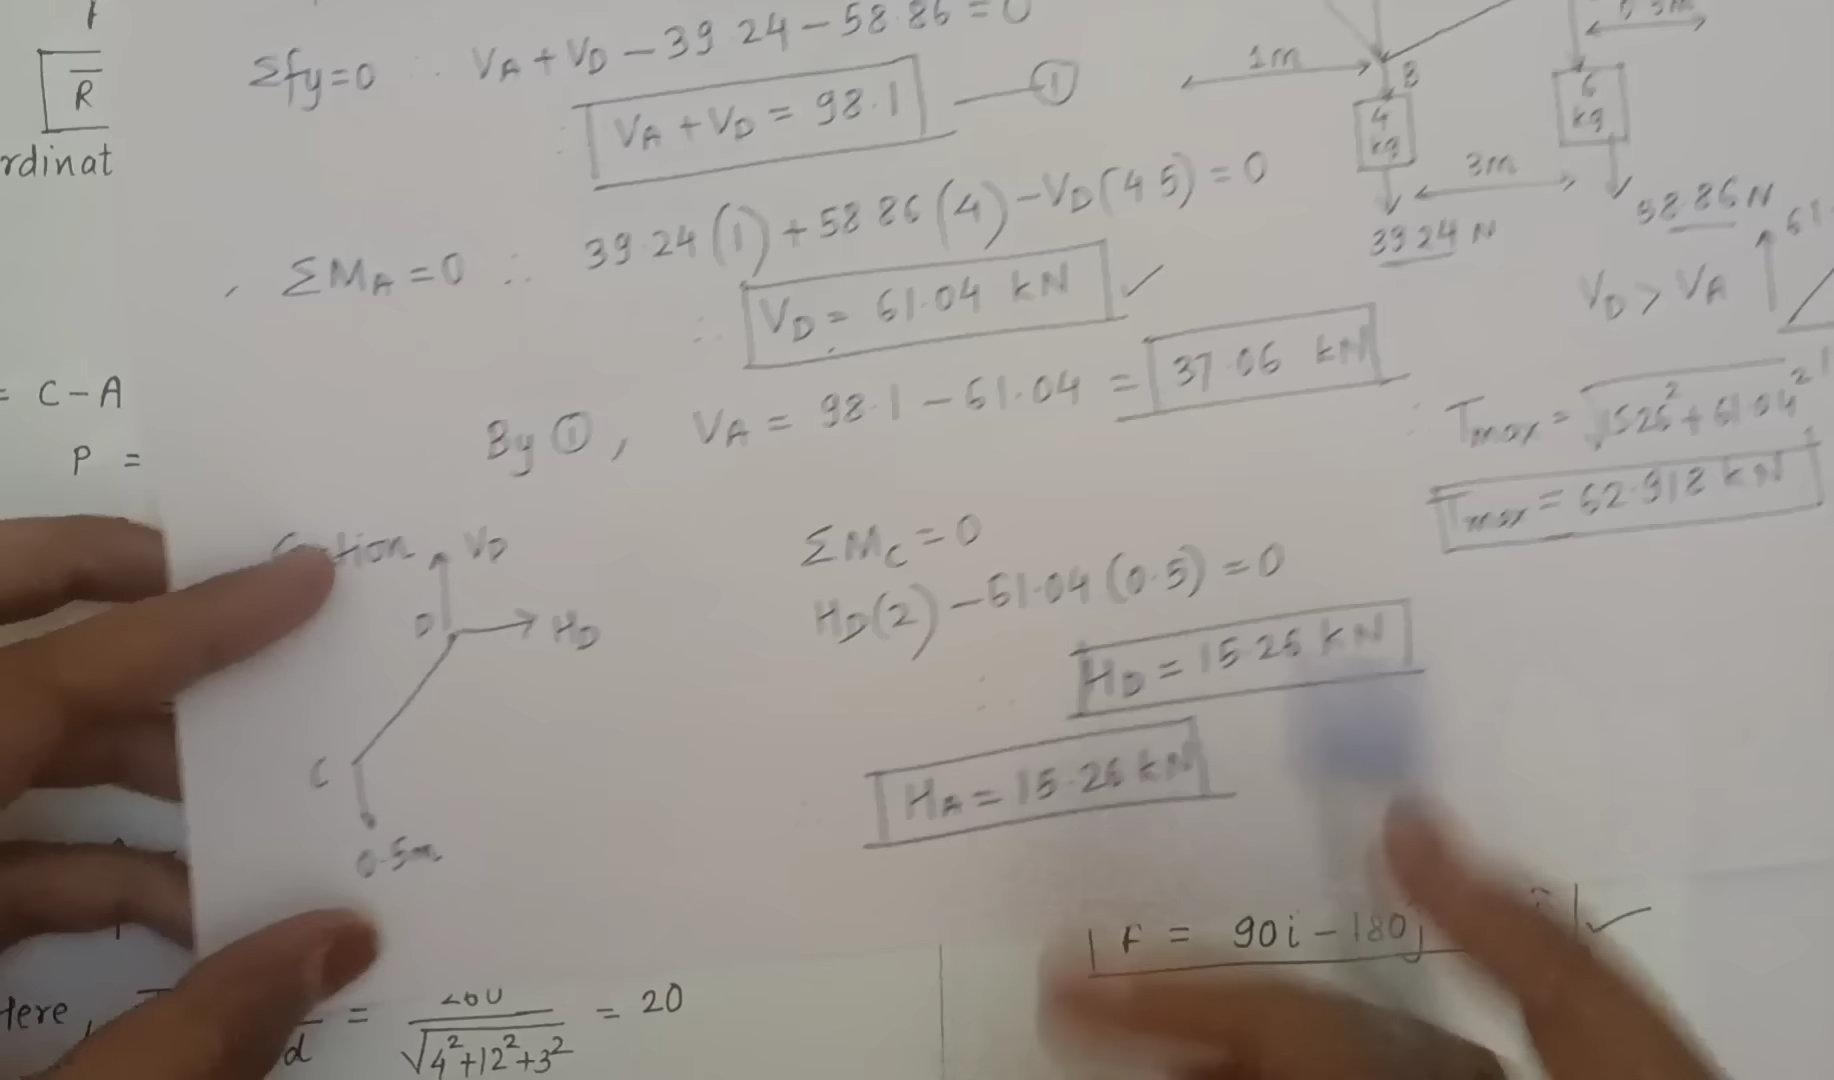 R
rdinat
= C-A
P =
Σfy=0 ∴ VA + VD - 39.24 - 58.86 = 0
∴ VA + VD = 98.1 — ①
ΣMA = 0 ∴ 39.24(1) + 58.86(4) - VD(4.5) = 0
∴ VD = 61.04 kN ✓
By ①, VA = 98.1 - 61.04 = 37.06 kN
1m
B
4
kg
6
kg
3m
39.24 N
58.86 N
VD > VA
61.
∴ Tmax = √15.26² + 61.04²
Tmax = 62.918 kN
VD
D
HD
C
0.5m
ΣMC = 0
HD(2) - 61.04(0.5) = 0
∴ HD = 15.26 kN
HA = 15.26 kN
F = 90i - 180j
Here,
d
= / √4²+12²+3² = 20